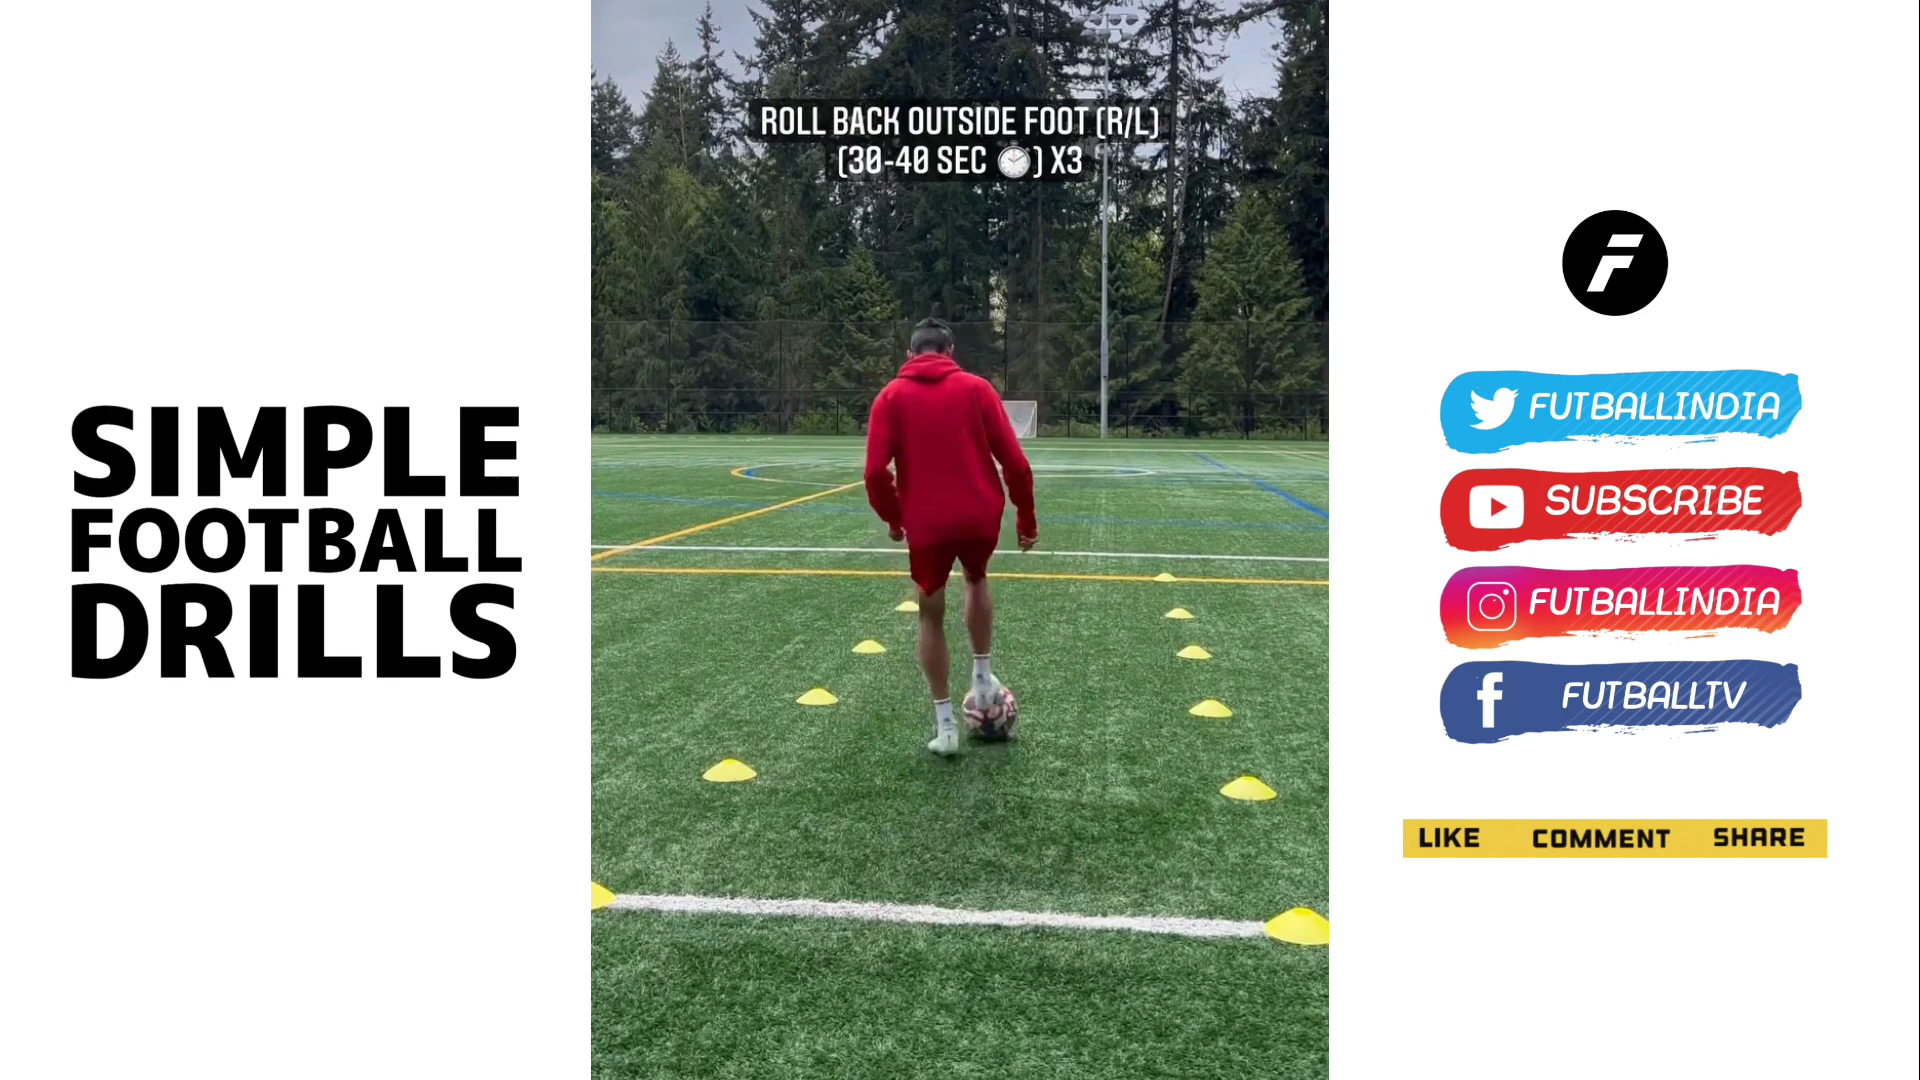 SIMPLE
FOOTBALL
DRILLS
ROLL BACK OUTSIDE FOOT (R/L)
(30-40 SEC ⏱) X3
FUTBALLINDIA
SUBSCRIBE
FUTBALLINDIA
FUTBALLTV
LIKE COMMENT SHARE